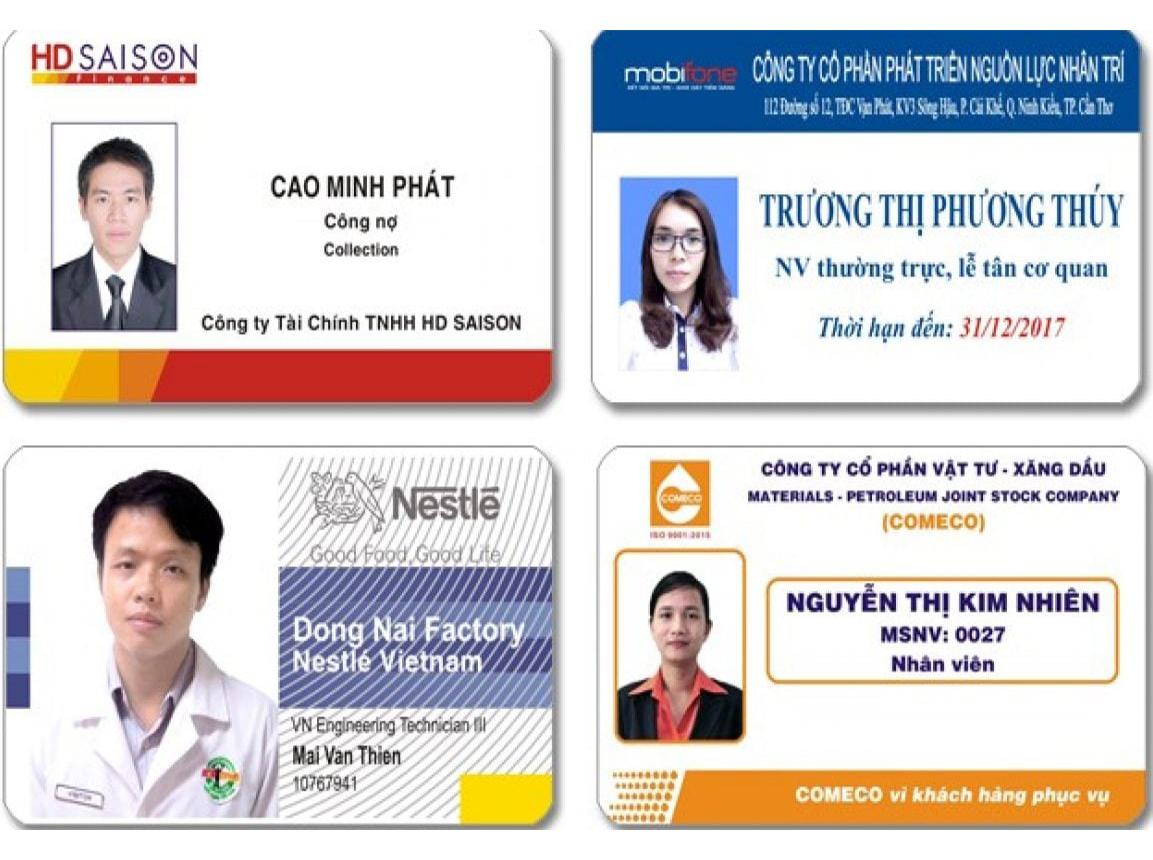 HD SAISON
Finance
CAO MINH PHÁT
Công nợ
Collection
Công ty Tài Chính TNHH HD SAISON
mobifone
CÔNG TY CỔ PHẦN PHÁT TRIỂN NGUỒN LỰC NHÂN TRÍ
112 Đường số 12, TĐC Vạn Phát, KV3 Sông Hậu, P. Cái Khế, Q. Ninh Kiều, TP. Cần Thơ
TRƯƠNG THỊ PHƯƠNG THÚY
NV thường trực, lễ tân cơ quan
Thời hạn đến: 31/12/2017
Nestlé
Good Food, Good Life
Dong Nai Factory
Nestlé Vietnam
VN Engineering Technician III
Mai Van Thien
10767941
COMECO
ISO 9001:2015
CÔNG TY CỔ PHẦN VẬT TƯ - XĂNG DẦU
MATERIALS - PETROLEUM JOINT STOCK COMPANY
(COMECO)
NGUYỄN THỊ KIM NHIÊN
MSNV: 0027
Nhân viên
COMECO vì khách hàng phục vụ